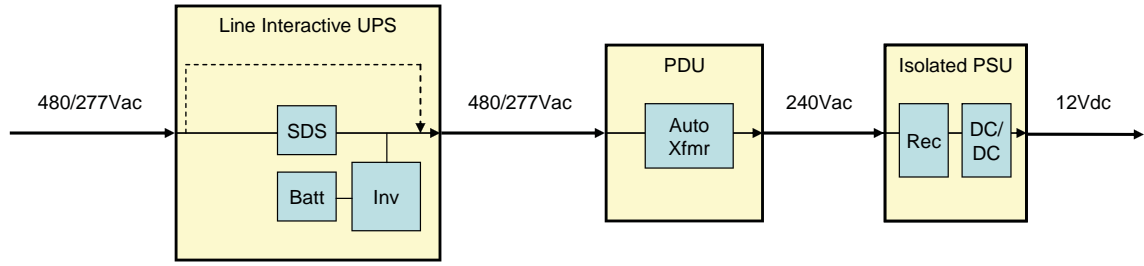 Line Interactive UPS
480/277Vac
SDS
Batt
Inv
480/277Vac
PDU
Auto
Xfmr
240Vac
Isolated PSU
Rec
DC/
DC
12Vdc